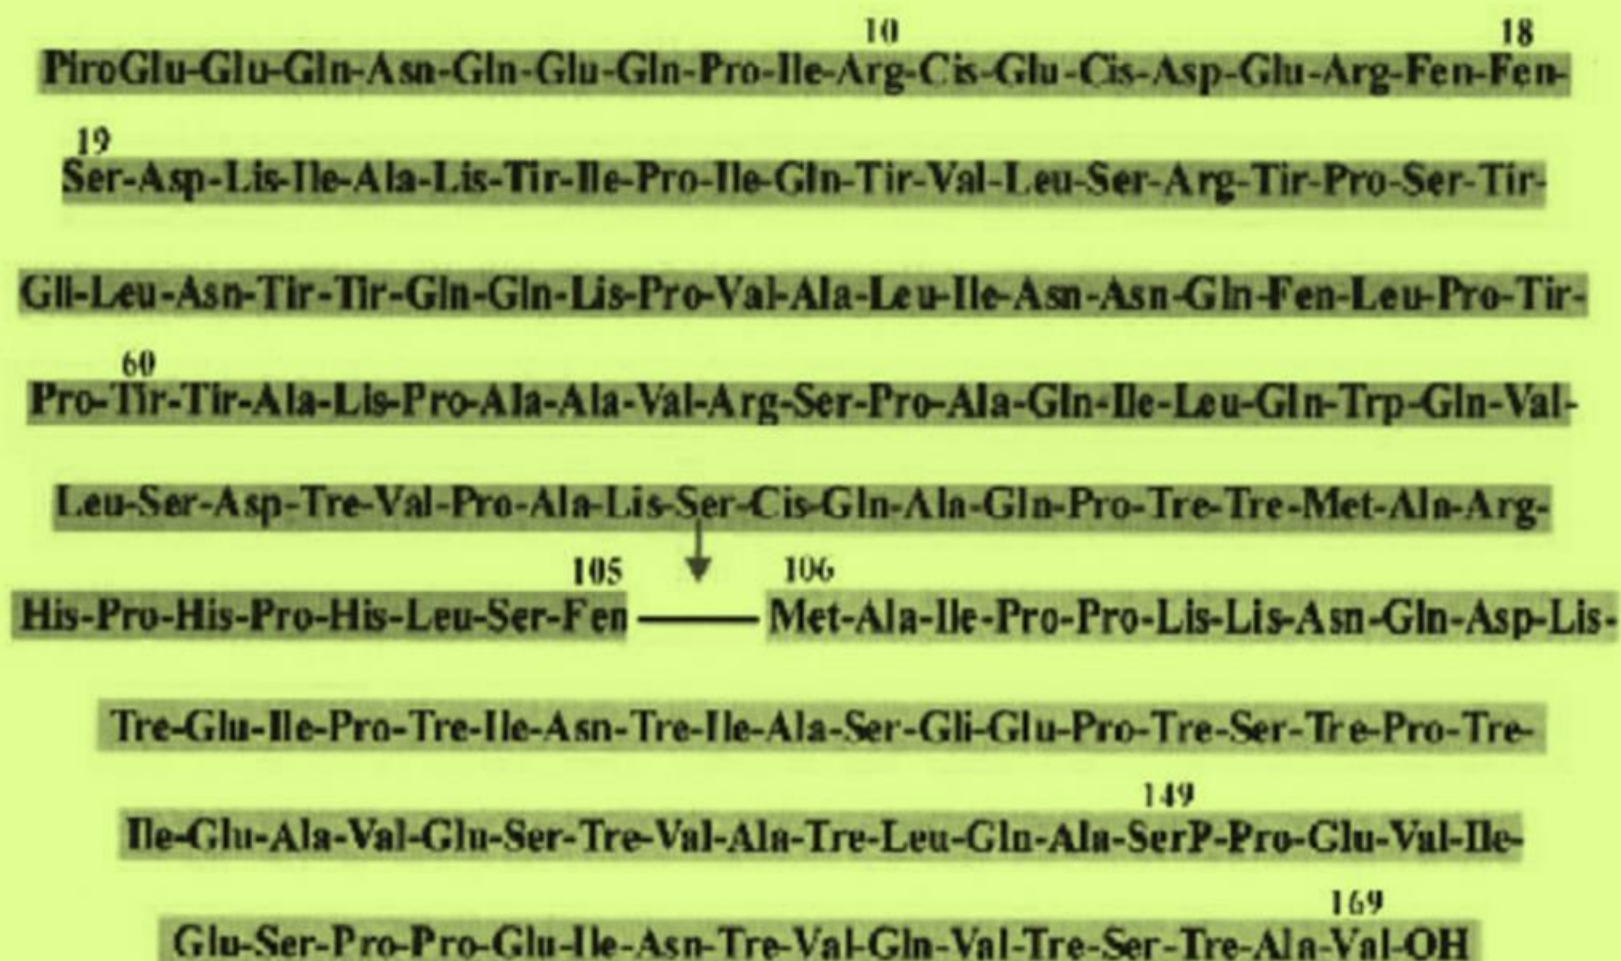 10 18
PiroGlu-Glu-Gln-Asn-Gln-Glu-Gln-Pro-Ile-Arg-Cis-Glu-Cis-Asp-Glu-Arg-Fen-Fen-
19
Ser-Asp-Lis-Ile-Ala-Lis-Tir-Ile-Pro-Ile-Gln-Tir-Val-Leu-Ser-Arg-Tir-Pro-Ser-Tir-
Gli-Leu-Asn-Tir-Tir-Gln-Gln-Lis-Pro-Val-Ala-Leu-Ile-Asn-Asn-Gln-Fen-Leu-Pro-Tir-
60
Pro-Tir-Tir-Ala-Lis-Pro-Ala-Ala-Val-Arg-Ser-Pro-Ala-Gln-Ile-Leu-Gln-Trp-Gln-Val-
Leu-Ser-Asp-Tre-Val-Pro-Ala-Lis-Ser-Cis-Gln-Ala-Gln-Pro-Tre-Tre-Met-Ala-Arg-
105 106
His-Pro-His-Pro-His-Leu-Ser-Fen Met-Ala-Ile-Pro-Pro-Lis-Lis-Asn-Gln-Asp-Lis-
Tre-Glu-Ile-Pro-Tre-Ile-Asn-Tre-Ile-Ala-Ser-Gli-Glu-Pro-Tre-Ser-Tre-Pro-Tre-
149
Ile-Glu-Ala-Val-Glu-Ser-Tre-Val-Ala-Tre-Leu-Gln-Ala-SerP-Pro-Glu-Val-Ile-
169
Glu-Ser-Pro-Pro-Glu-Ile-Asn-Tre-Val-Gln-Val-Tre-Ser-Tre-Ala-Val-OH